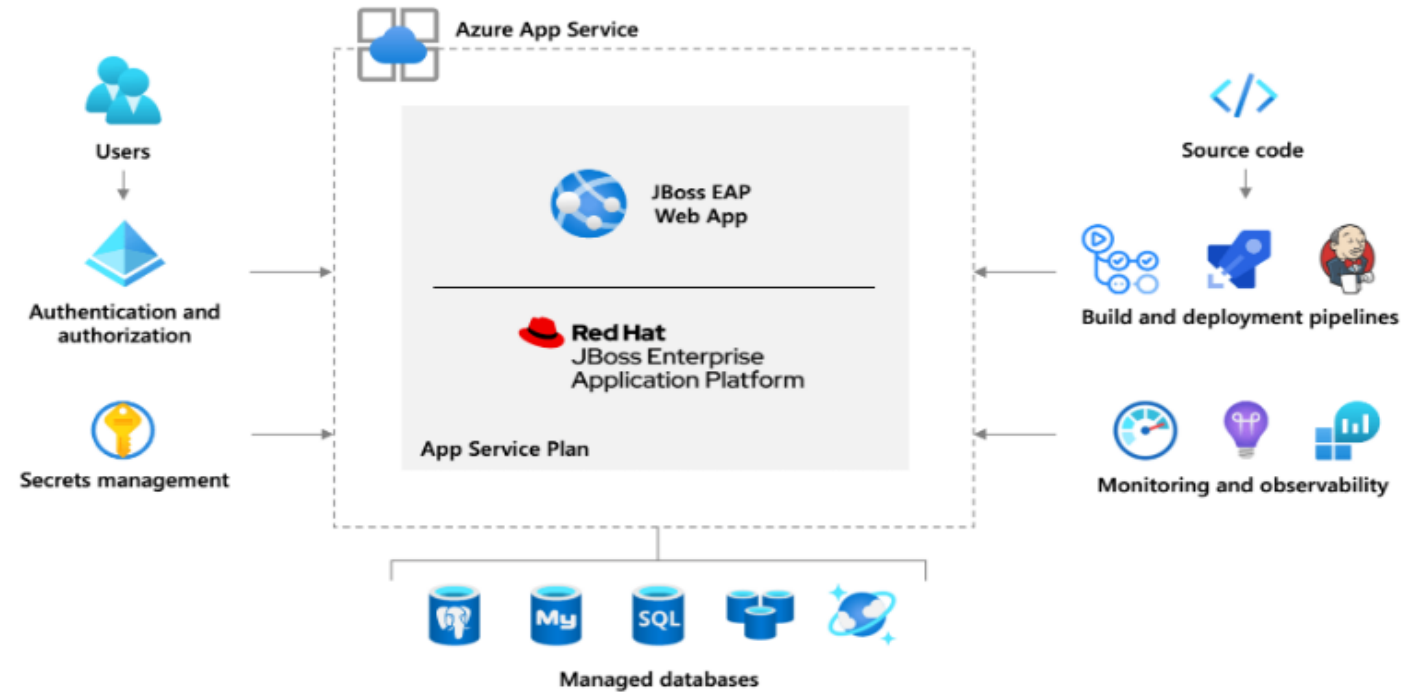 Azure App Service
Users
Authentication and
authorization
Secrets management
JBoss EAP
Web App
Red Hat
JBoss Enterprise
Application Platform
App Service Plan
Source code
Build and deployment pipelines
Monitoring and observability
My
SQL
Managed databases